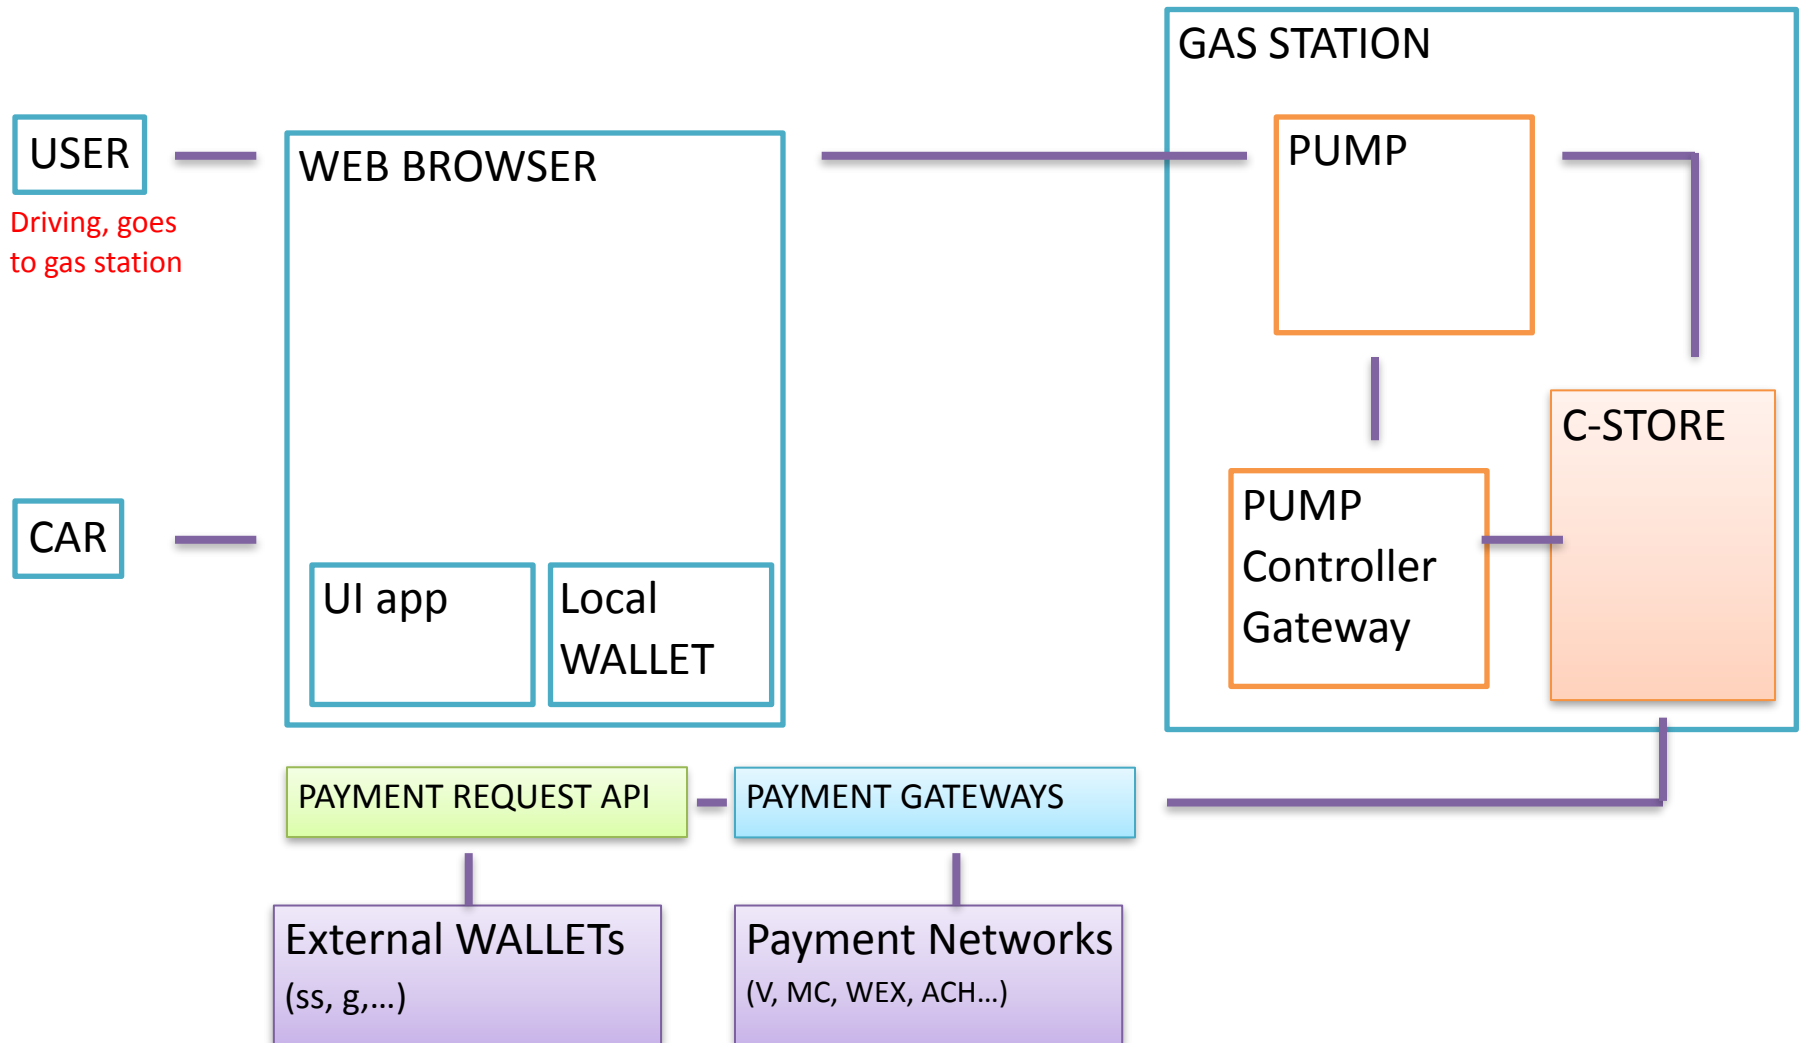 GAS STATION
USER
WEB BROWSER
PUMP
Driving, goes
to gas station
C-STORE
CAR
PUMP
Controller
Gateway
UI app
Local
WALLET
PAYMENT REQUEST API
PAYMENT GATEWAYS
External WALLETs
(ss, g,...)
Payment Networks
(V, MC, WEX, ACH...)